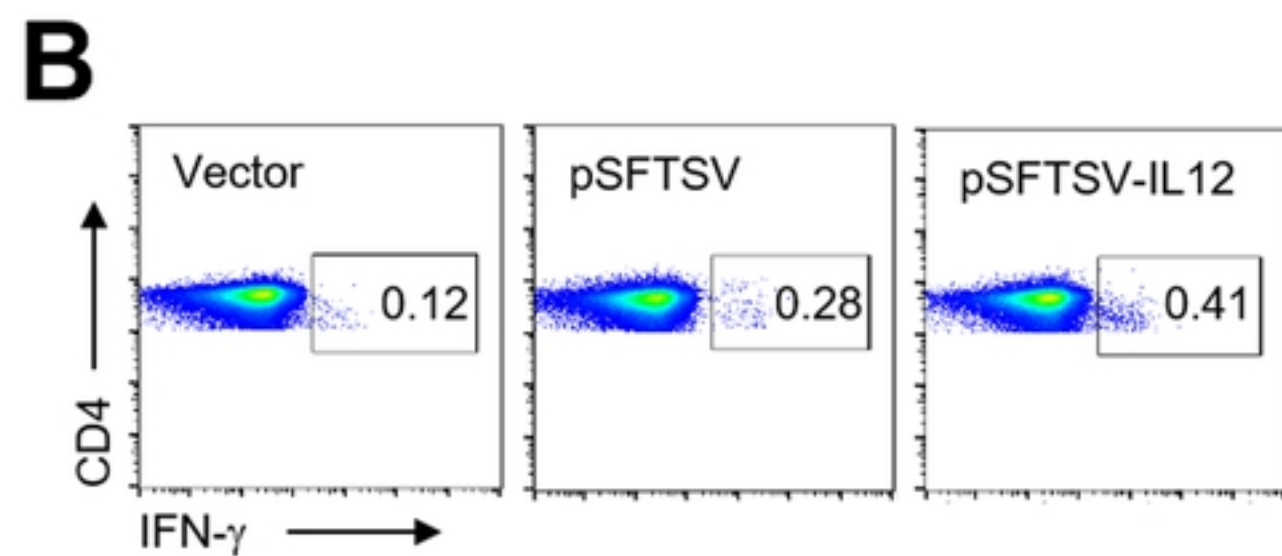 B
Vector
pSFTSV
pSFTSV-IL12
0.12
0.28
0.41
CD4
IFN-γ